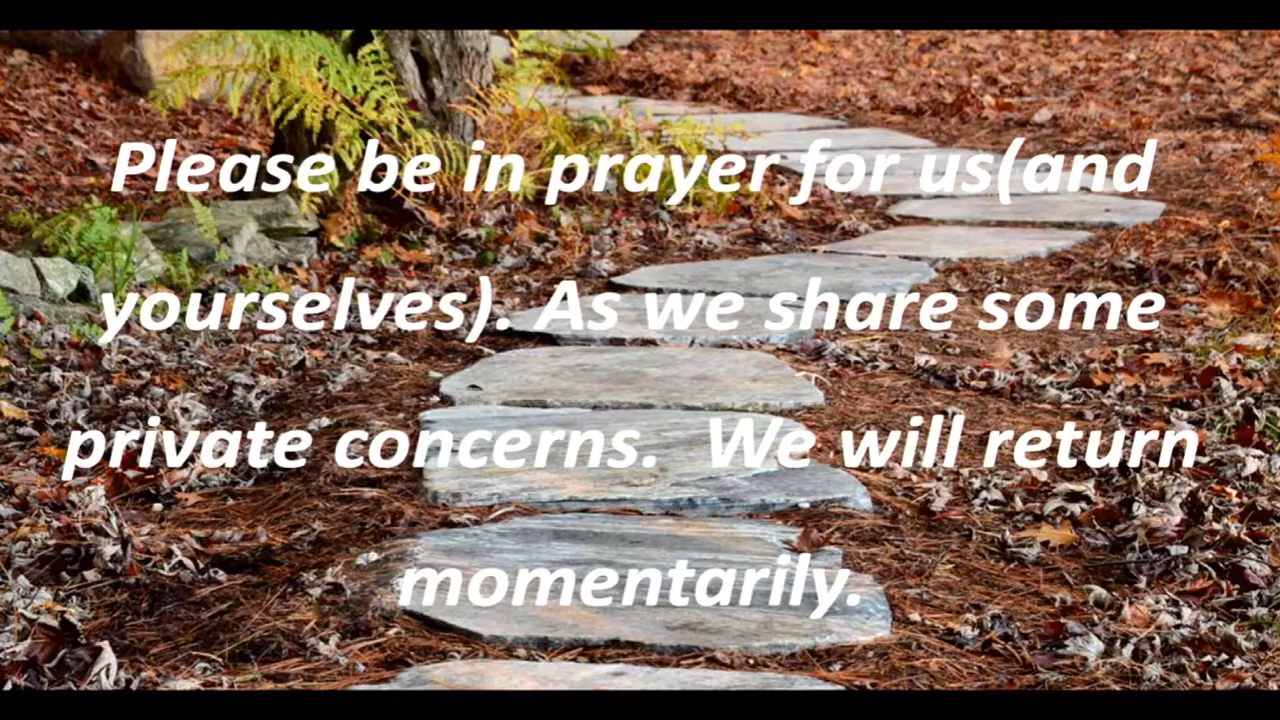 Please be in prayer for us(and
yourselves). As we share some
private concerns.  We will return
momentarily.